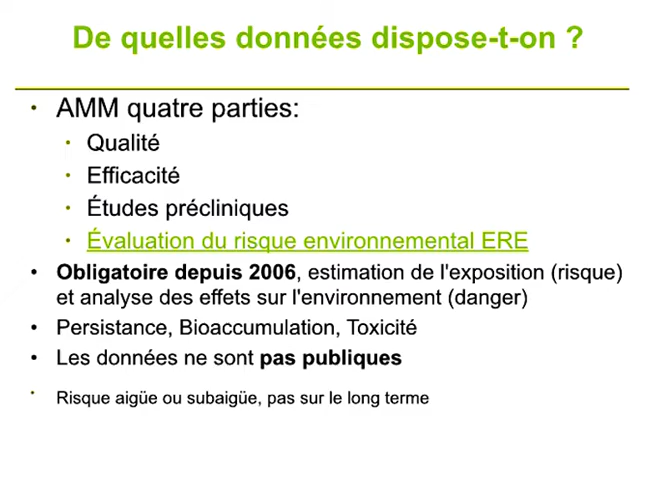 De quelles données dispose-t-on ?
• AMM quatre parties:
• Qualité
• Efficacité
• Études précliniques
• Évaluation du risque environnemental ERE
• Obligatoire depuis 2006, estimation de l'exposition (risque)
et analyse des effets sur l'environnement (danger)
• Persistance, Bioaccumulation, Toxicité
• Les données ne sont pas publiques
• Risque aigüe ou subaigüe, pas sur le long terme